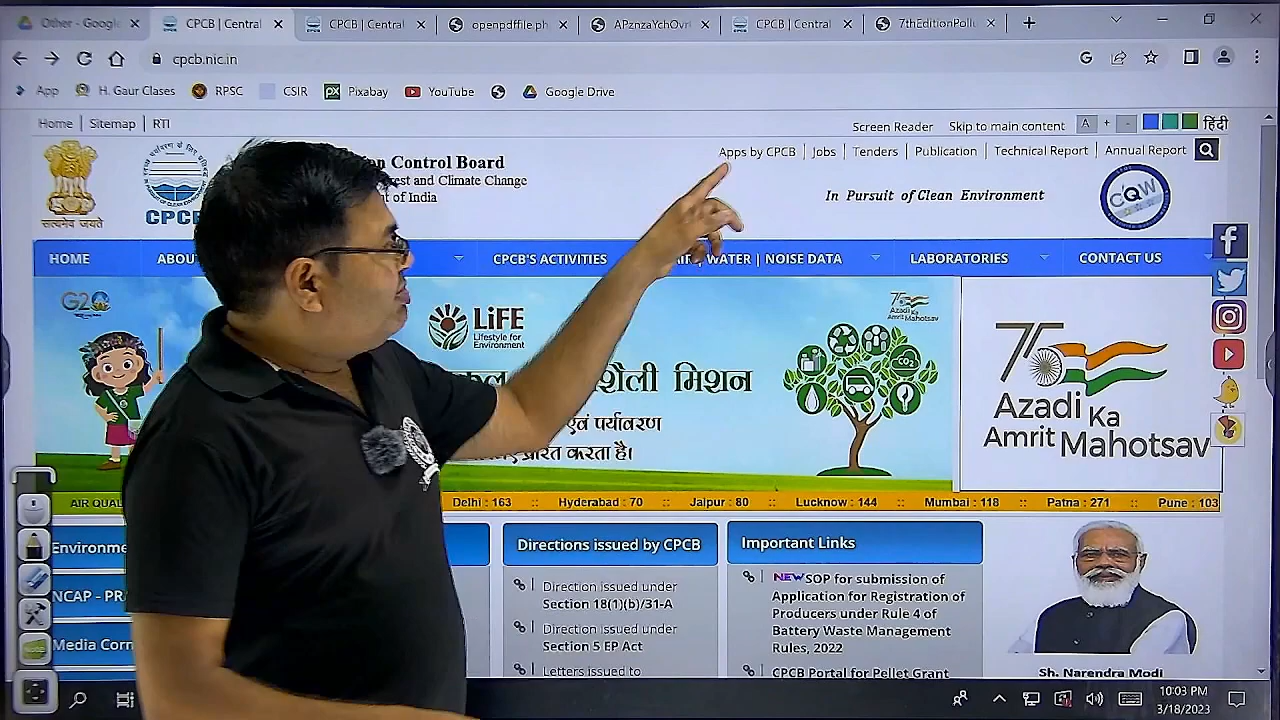 Other - Google
CPCB | Central
CPCB | Central
openpdffile.ph
APznzaYchOvr
CPCB | Central
7thEditionPollu
cpcb.nic.in
App
H. Gaur Classes
RPSC
CSIR
Pixabay
YouTube
Google Drive
Home | Sitemap | RTI
Screen Reader
Skip to main content
A + -
हिंदी
Apps by CPCB | Jobs | Tenders | Publication | Technical Report | Annual Report
Control Board
and Climate Change
of India
सत्यमेव जयते
CPCB
In Pursuit of Clean Environment
CQW
HOME
ABOU
CPCB'S ACTIVITIES
WATER | NOISE DATA
LABORATORIES
CONTACT US
G20
LiFE
Lifestyle for
Environment
75
Azadi
Ka
Amrit Mahotsav
शैली मिशन
एवं पर्यावरण
करता है।
75
Azadi Ka
Amrit Mahotsav
AIR QUAL
Delhi : 163 :: Hyderabad : 70 :: Jaipur : 80 :: Lucknow : 144 :: Mumbai : 118 :: Patna : 271 :: Pune : 103
Environme
NCAP - PR
Media Corn
Directions issued by CPCB
Direction issued under
Section 18(1)(b)/31-A
Direction issued under
Section 5 EP Act
Letters issued to
Important Links
NEW SOP for submission of
Application for Registration of
Producers under Rule 4 of
Battery Waste Management
Rules, 2022
CPCB Portal for Pellet Grant
Sh. Narendra Modi
10:03 PM
3/18/2023